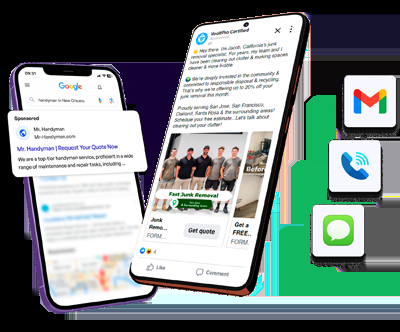 09:31
Google
handyman in New Orleans
Sponsored
Mr. Handyman
Mr-Handyman.com
Mr. Handyman | Request Your Quote Now
We are a top-tier handyman service, proficient in a wide
range of maintenance and repair tasks, including ...
Certified
👋 Hey there. I'm Jacob, California's junk
removal specialist. For years, my team and I
have been clearing out clutter & making spaces
cleaner & more livable
🌍 We're deeply invested in the community &
committed to responsible disposal & recycling.
That's why we're offering up to 20% off your
junk removal this month.
Proudly serving San Jose, San Francisco,
Oakland, Santa Rosa & the surrounding areas!
Schedule your free estimate...Let's talk about
clearing out your clutter!
Before
Fast Junk Removal
& Surrounding Areas
Junk
Remo...
FORM...
Get quote
Get a
FREE...
FORM...
4
Like
Comment